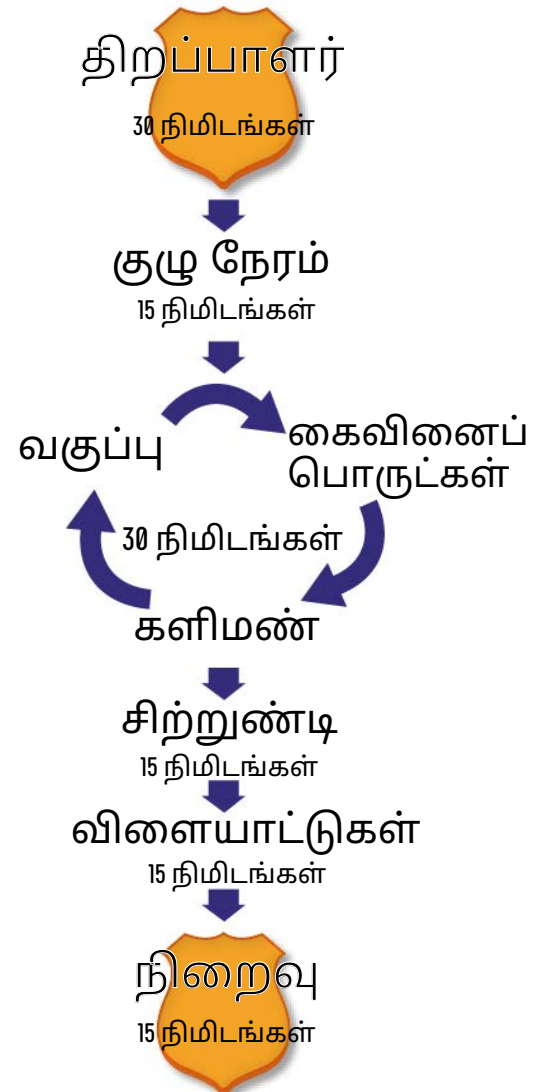 திறப்பாளர்
30 நிமிடங்கள்
குழு நேரம்
15 நிமிடங்கள்
வகுப்பு
கைவினைப்
பொருட்கள்
30 நிமிடங்கள்
களிமண்
சிற்றுண்டி
15 நிமிடங்கள்
விளையாட்டுகள்
15 நிமிடங்கள்
நிறைவு
15 நிமிடங்கள்